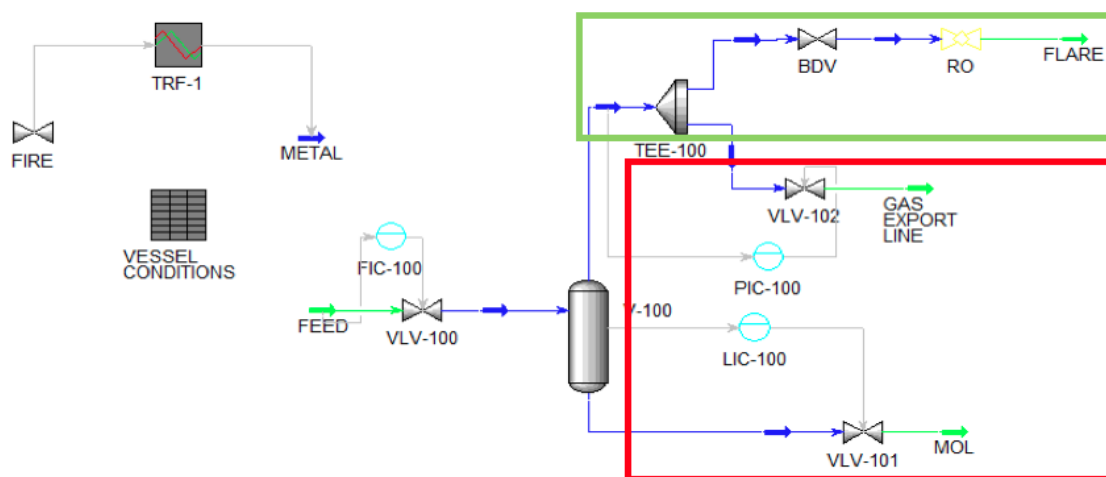 TRF-1
FIRE
METAL
VESSEL
CONDITIONS
BDV
RO
FLARE
TEE-100
VLV-102
GAS
EXPORT
LINE
FIC-100
PIC-100
FEED
VLV-100
V-100
LIC-100
VLV-101
MOL